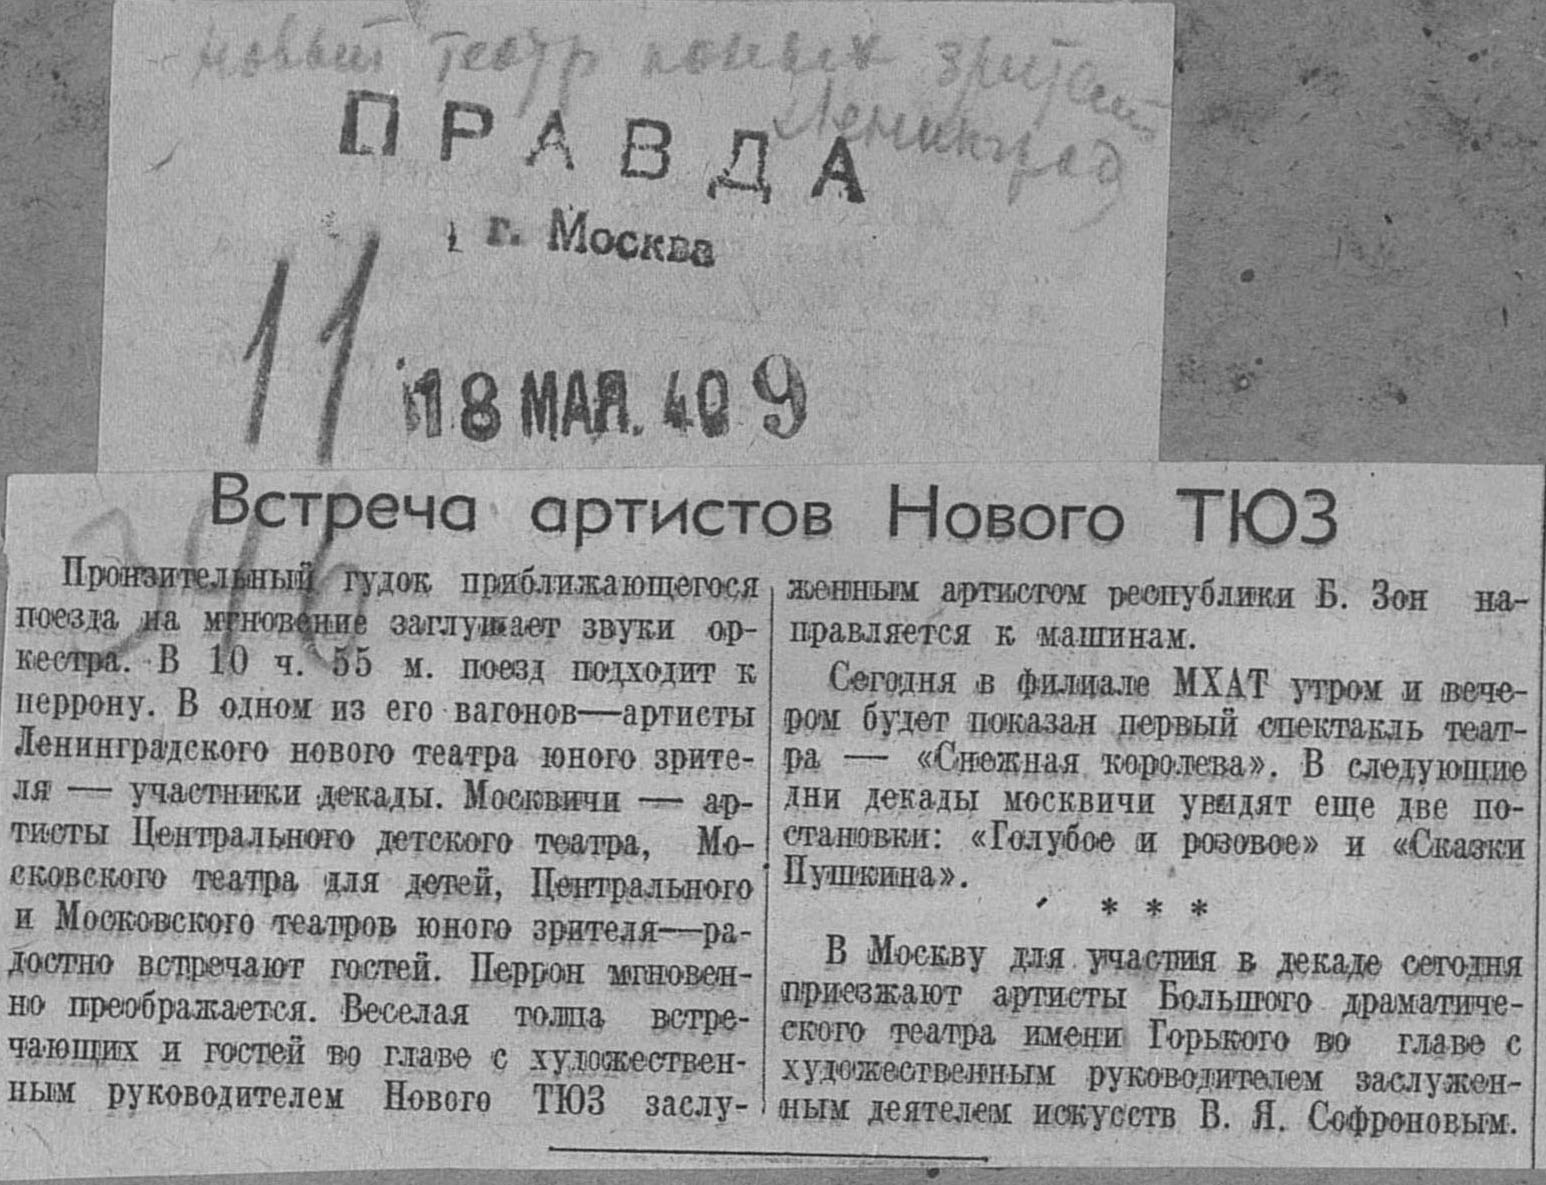 новый театр юных зрителей
Ленинград
ПРАВДА
г. Москва
11
18 МАЯ. 40 9
Встреча артистов Нового ТЮЗ
Пронзительный гудок приближающегося
поезда на мгновение заглушает звуки ор-
кестра. В 10 ч. 55 м. поезд подходит к
перрону. В одном из его вагонов—артисты
Ленинградского нового театра юного зрите-
ля — участники декады. Москвичи — ар-
тисты Центрального детского театра, Мо-
сковского театра для детей, Центрального
и Московского театров юного зрителя—ра-
достно встречают гостей. Перрон мгновен-
но преображается. Веселая толпа встре-
чающих и гостей во главе с художествен-
ным руководителем Нового ТЮЗ заслу-
женным артистом республики Б. Зон на-
правляется к машинам.
Сегодня в филиале МХАТ утром и вече-
ром будет показан первый спектакль теат-
ра — «Снежная королева». В следующие
дни декады москвичи увидят еще две по-
становки: «Голубое и розовое» и «Сказки
Пушкина».
* * *
В Москву для участия в декаде сегодня
приезжают артисты Большого драматиче-
ского театра имени Горького во главе с
художественным руководителем заслужен-
ным деятелем искусств В. Я. Софроновым.